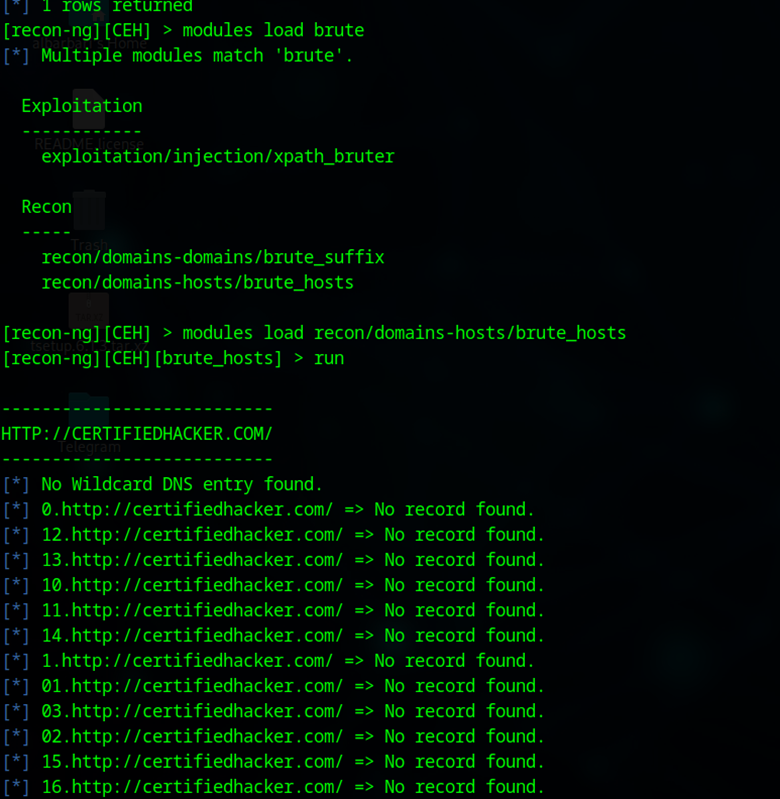 [*] 1 rows returned
[recon-ng][CEH] > modules load brute
[*] Multiple modules match 'brute'.
Exploitation
------------
exploitation/injection/xpath_bruter
README.license
Recon
-----
Trash
recon/domains-domains/brute_suffix
recon/domains-hosts/brute_hosts
[recon-ng][CEH] > modules load recon/domains-hosts/brute_hosts
[recon-ng][CEH][brute_hosts] > run
---------------------------
HTTP://CERTIFIEDHACKER.COM/
Telegram
---------------------------
[*] No Wildcard DNS entry found.
[*] 0.http://certifiedhacker.com/ => No record found.
[*] 12.http://certifiedhacker.com/ => No record found.
[*] 13.http://certifiedhacker.com/ => No record found.
[*] 10.http://certifiedhacker.com/ => No record found.
[*] 11.http://certifiedhacker.com/ => No record found.
[*] 14.http://certifiedhacker.com/ => No record found.
[*] 1.http://certifiedhacker.com/ => No record found.
[*] 01.http://certifiedhacker.com/ => No record found.
[*] 03.http://certifiedhacker.com/ => No record found.
[*] 02.http://certifiedhacker.com/ => No record found.
[*] 15.http://certifiedhacker.com/ => No record found.
[*] 16.http://certifiedhacker.com/ => No record found.